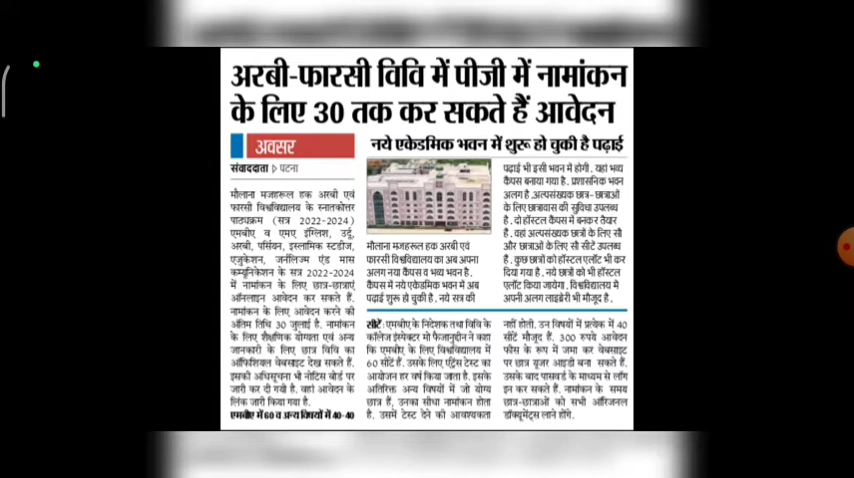 अरबी-फारसी विवि में पीजी में नामांकन
के लिए 30 तक कर सकते हैं आवेदन
अवसर
संवाददाता ▷ पटना
मौलाना मजहरूल हक अरबी एवं
फारसी विश्वविद्यालय के स्नातकोत्तर
पाठ्यक्रम (सत्र 2022-2024)
एमबीए व एमए इंग्लिश, उर्दू,
अरबी, पर्सियन, इस्लामिक स्टडीज,
एजुकेशन, जर्नलिज्म एंड मास
कम्यूनिकेशन के सत्र 2022-2024
में नामांकन के लिए छात्र-छात्राएं
ऑनलाइन आवेदन कर सकते हैं.
नामांकन के लिए आवेदन करने की
अंतिम तिथि 30 जुलाई है. नामांकन
के लिए शैक्षणिक योग्यता एवं अन्य
जानकारी के लिए छात्र विवि का
ऑफिशियल वेबसाइट देख सकते हैं.
इसकी अधिसूचना भी नोटिस बोर्ड पर
जारी कर दी गयी है. वहां आवेदन के
लिंक जारी किया गया है.
एमबीए में 60 व अन्य विषयों में 40-40
नये एकेडमिक भवन में शुरू हो चुकी है पढ़ाई
मौलाना मजहरूल हक अरबी एवं
फारसी विश्वविद्यालय का अब अपना
अलग नया कैंपस व भव्य भवन है.
कैंपस में नये एकेडमिक भवन में अब
पढ़ाई शुरू हो चुकी है. नये सत्र की
पढ़ाई भी इसी भवन में होगी. यहां भव्य
कैंपस बनाया गया है. प्रशासनिक भवन
अलग है. अल्पसंख्यक छात्र-छात्राओं
के लिए छात्रावास की सुविधा उपलब्ध
है. दो हॉस्टल कैंपस में बनकर तैयार
है. वहां अल्पसंख्यक छात्रों के लिए सौ
और छात्राओं के लिए सौ सीटें उपलब्ध
है. कुछ छात्रों को हॉस्टल एलॉट भी कर
दिया गया है. नये छात्रों को भी हॉस्टल
एलॉट किया जायेगा. विश्वविद्यालय में
अपनी अलग लाइब्रेरी भी मौजूद है.
सीटें : एमबीए के निदेशक तथा विवि के
कॉलेज इंस्पेक्टर मो फैजानुद्दीन ने कहा
कि एमबीए के लिए विश्वविद्यालय में
60 सीटें हैं. उसके लिए एंट्रेंस टेस्ट का
आयोजन हर वर्ष किया जाता है. इसके
अतिरिक्त अन्य विषयों में जो योग्य
छात्र हैं, उनका सीधा नामांकन होता
है. उसमें टेस्ट देने की आवश्यकता
नहीं होती. उन विषयों में प्रत्येक में 40
सीटें मौजूद हैं. 300 रुपये आवेदन
फीस के रूप में जमा कर वेबसाइट
पर छात्र यूजर आइडी बना सकते हैं.
उसके बाद पासवर्ड के माध्यम से लॉग
इन कर सकते हैं. नामांकन के समय
छात्र-छात्राओं को सभी ऑरिजनल
डॉक्यूमेंट्स लाने होंगे.